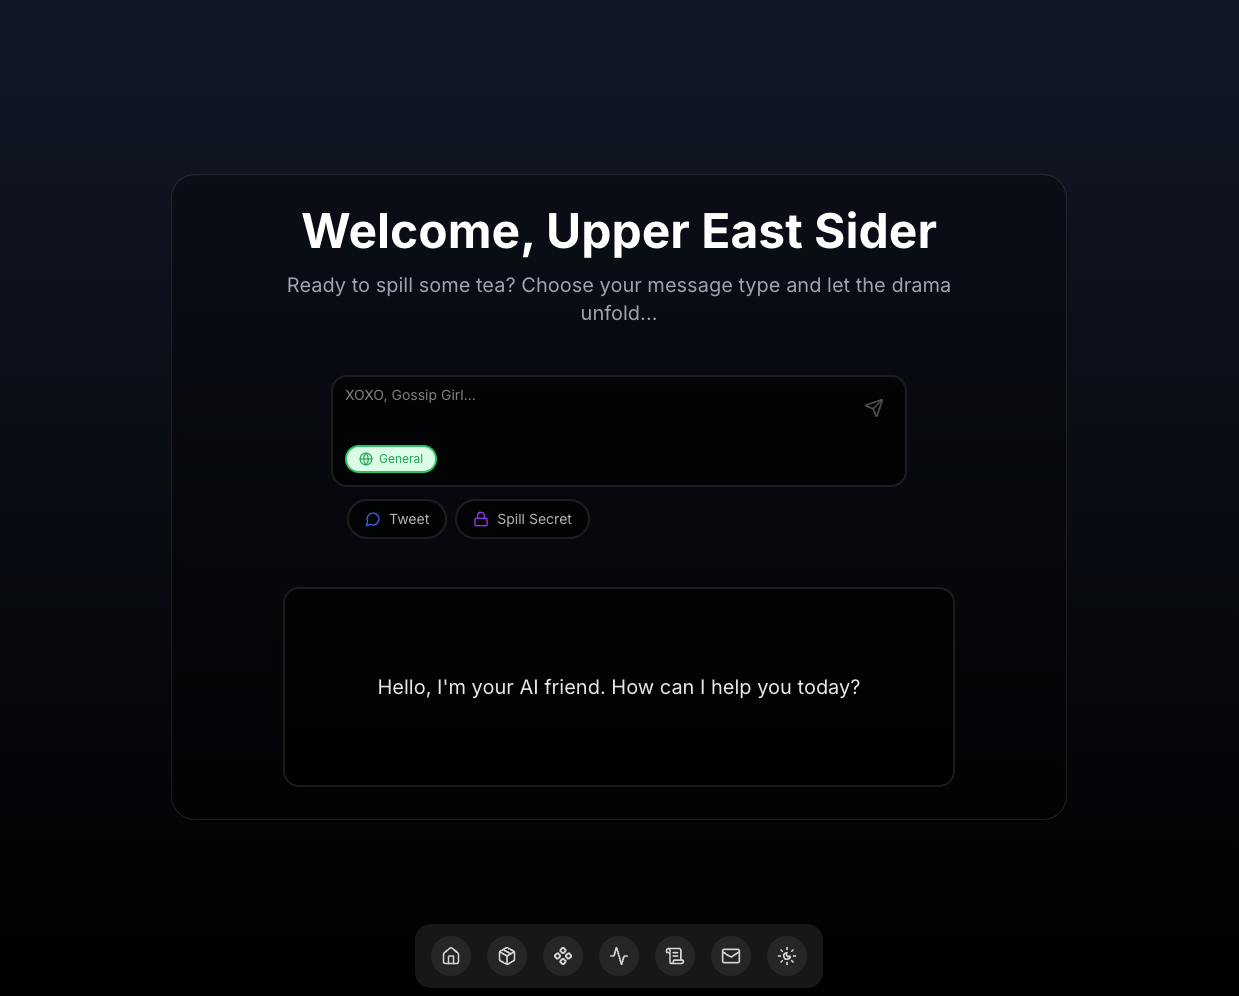 Welcome, Upper East Sider
Ready to spill some tea? Choose your message type and let the drama
unfold...
XOXO, Gossip Girl...
General
Tweet
Spill Secret
Hello, I'm your AI friend. How can I help you today?